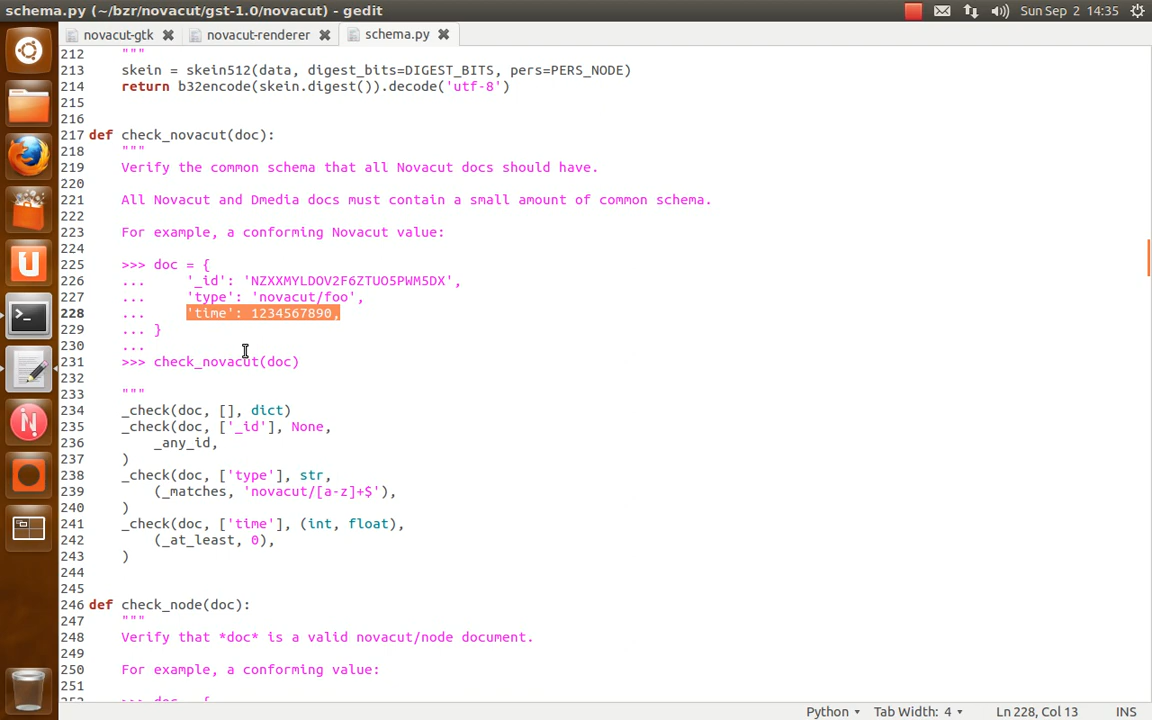 schema.py (~/bzr/novacut/gst-1.0/novacut) - gedit
Sun Sep 2 14:35
novacut-gtk
novacut-renderer
schema.py
212 """
213 skein = skein512(data, digest_bits=DIGEST_BITS, pers=PERS_NODE)
214 return b32encode(skein.digest()).decode('utf-8')
215
216
217 def check_novacut(doc):
218 """
219 Verify the common schema that all Novacut docs should have.
220
221 All Novacut and Dmedia docs must contain a small amount of common schema.
222
223 For example, a conforming Novacut value:
224
225 >>> doc = {
226 ... '_id': 'NZXXMYLDOV2F6ZTUO5PWM5DX',
227 ... 'type': 'novacut/foo',
228 ... 'time': 1234567890,
229 ... }
230 ...
231 >>> check_novacut(doc)
232
233 """
234 _check(doc, [], dict)
235 _check(doc, ['_id'], None,
236 _any_id,
237 )
238 _check(doc, ['type'], str,
239 (_matches, 'novacut/[a-z]+$'),
240 )
241 _check(doc, ['time'], (int, float),
242 (_at_least, 0),
243 )
244
245
246 def check_node(doc):
247 """
248 Verify that *doc* is a valid novacut/node document.
249
250 For example, a conforming value:
251
252 >>> doc = {
Python Tab Width: 4 Ln 228, Col 13 INS